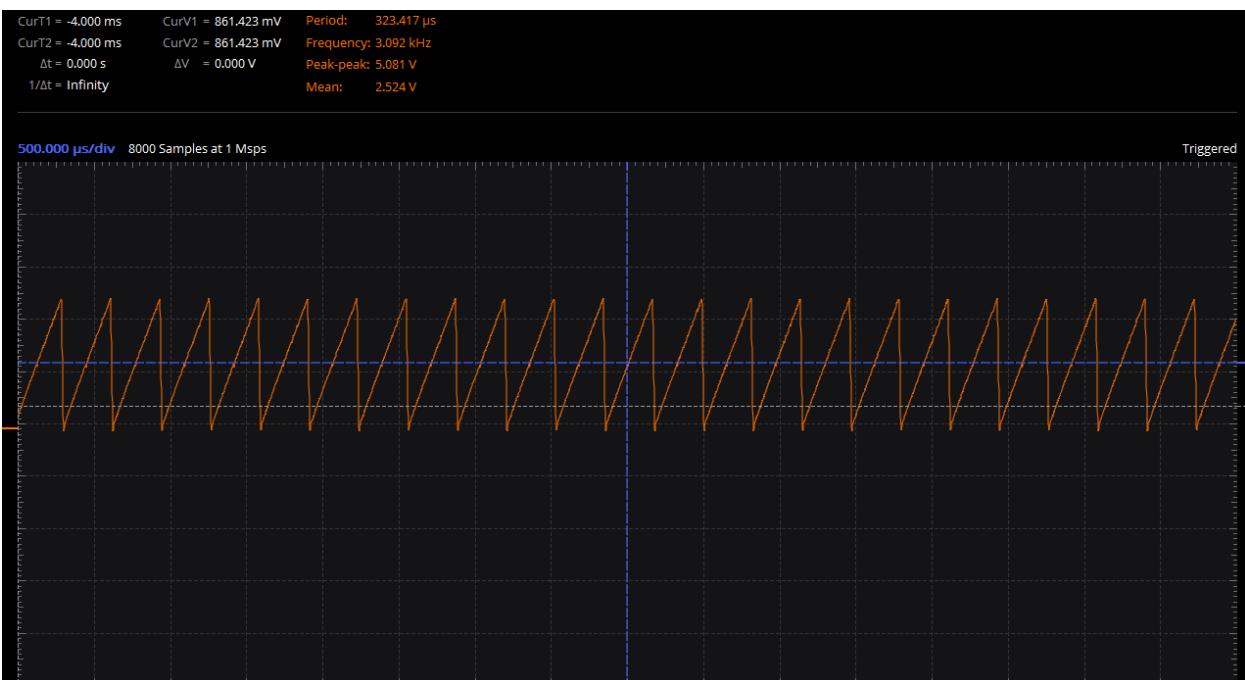 CurT1 = -4.000 ms CurV1 = 861.423 mV Period: 323.417 µs
CurT2 = -4.000 ms CurV2 = 861.423 mV Frequency: 3.092 kHz
Δt = 0.000 s ΔV = 0.000 V Peak-peak: 5.081 V
1/Δt = Infinity Mean: 2.524 V
500.000 µs/div 8000 Samples at 1 Msps Triggered